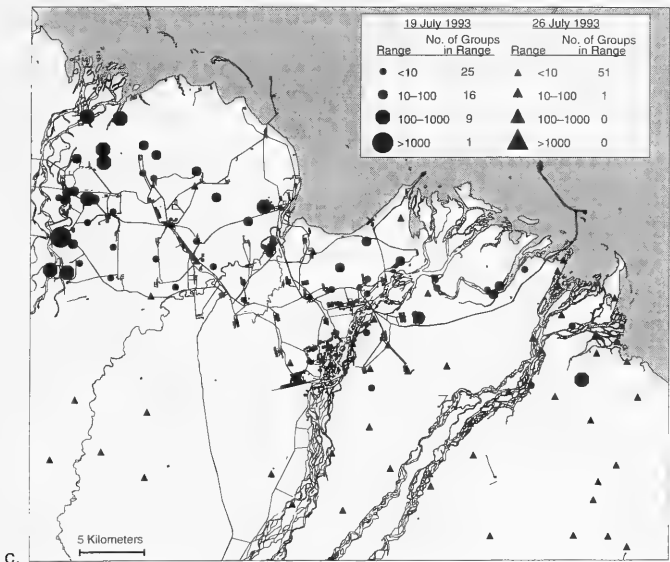 19 July 1993 26 July 1993
No. of Groups No. of Groups
Range in Range Range in Range
<10 25 <10 51
10–100 16 10–100 1
100–1000 9 100–1000 0
>1000 1 >1000 0
5 Kilometers
C.